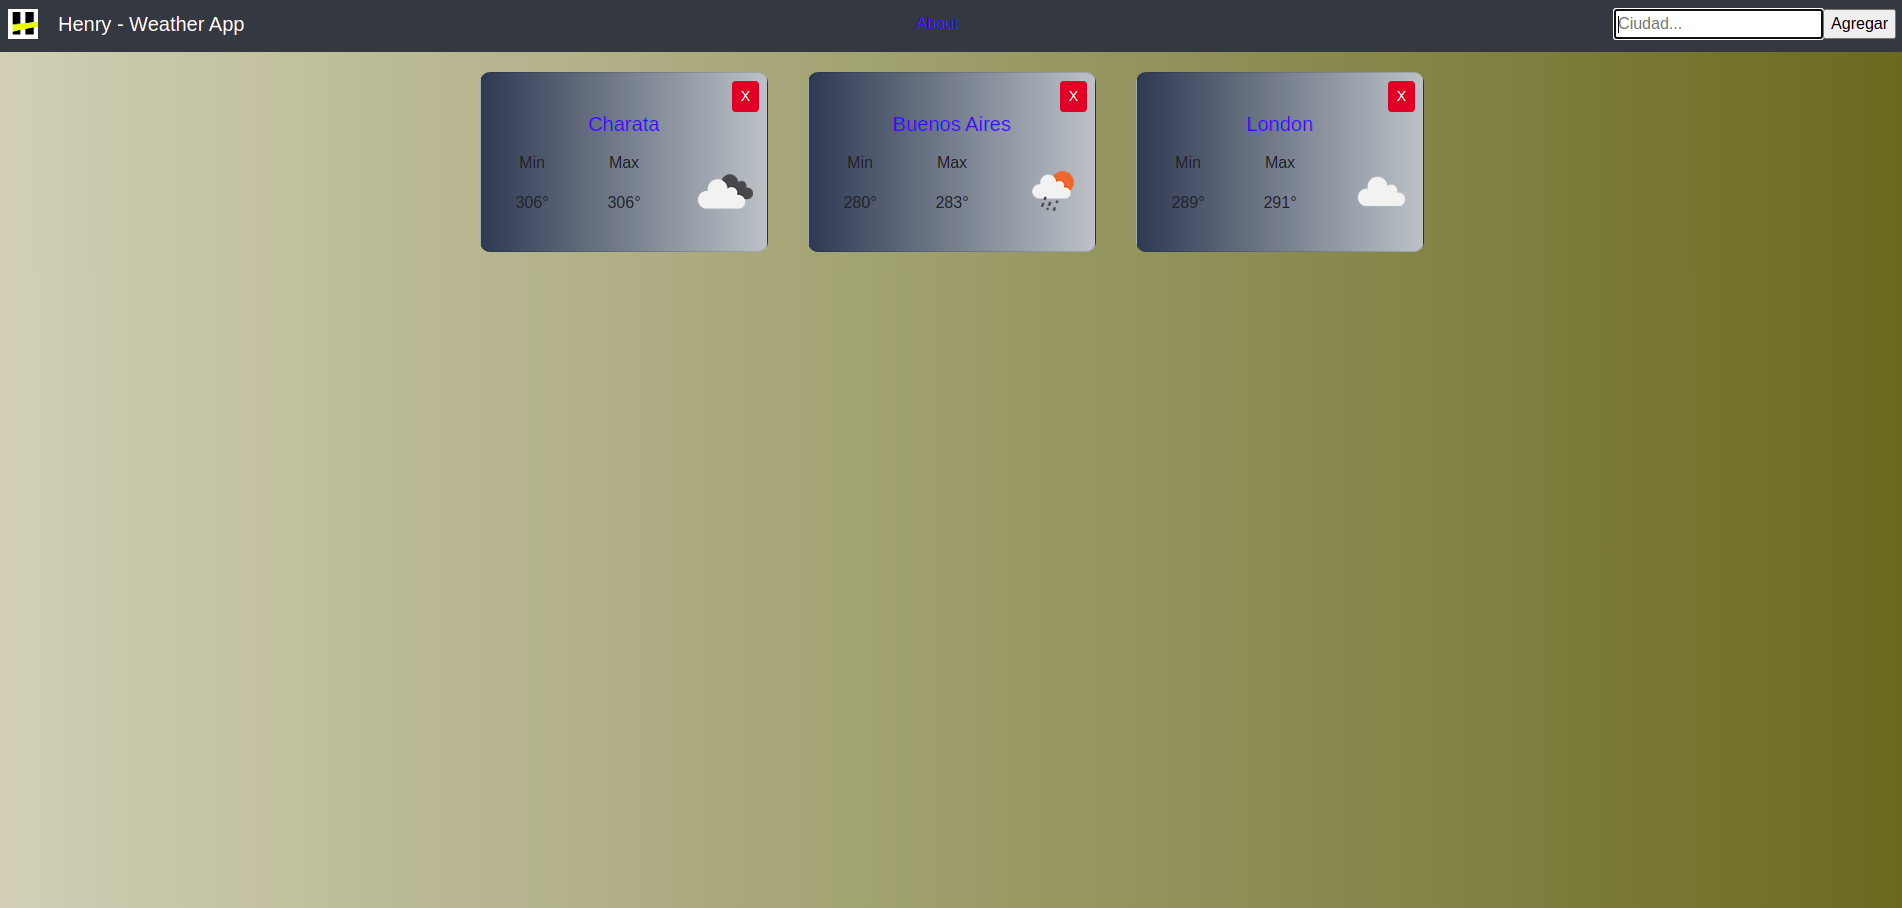 Henry - Weather App
About
Ciudad...
Agregar
X
Charata
Min Max
306° 306°
X
Buenos Aires
Min Max
280° 283°
X
London
Min Max
289° 291°